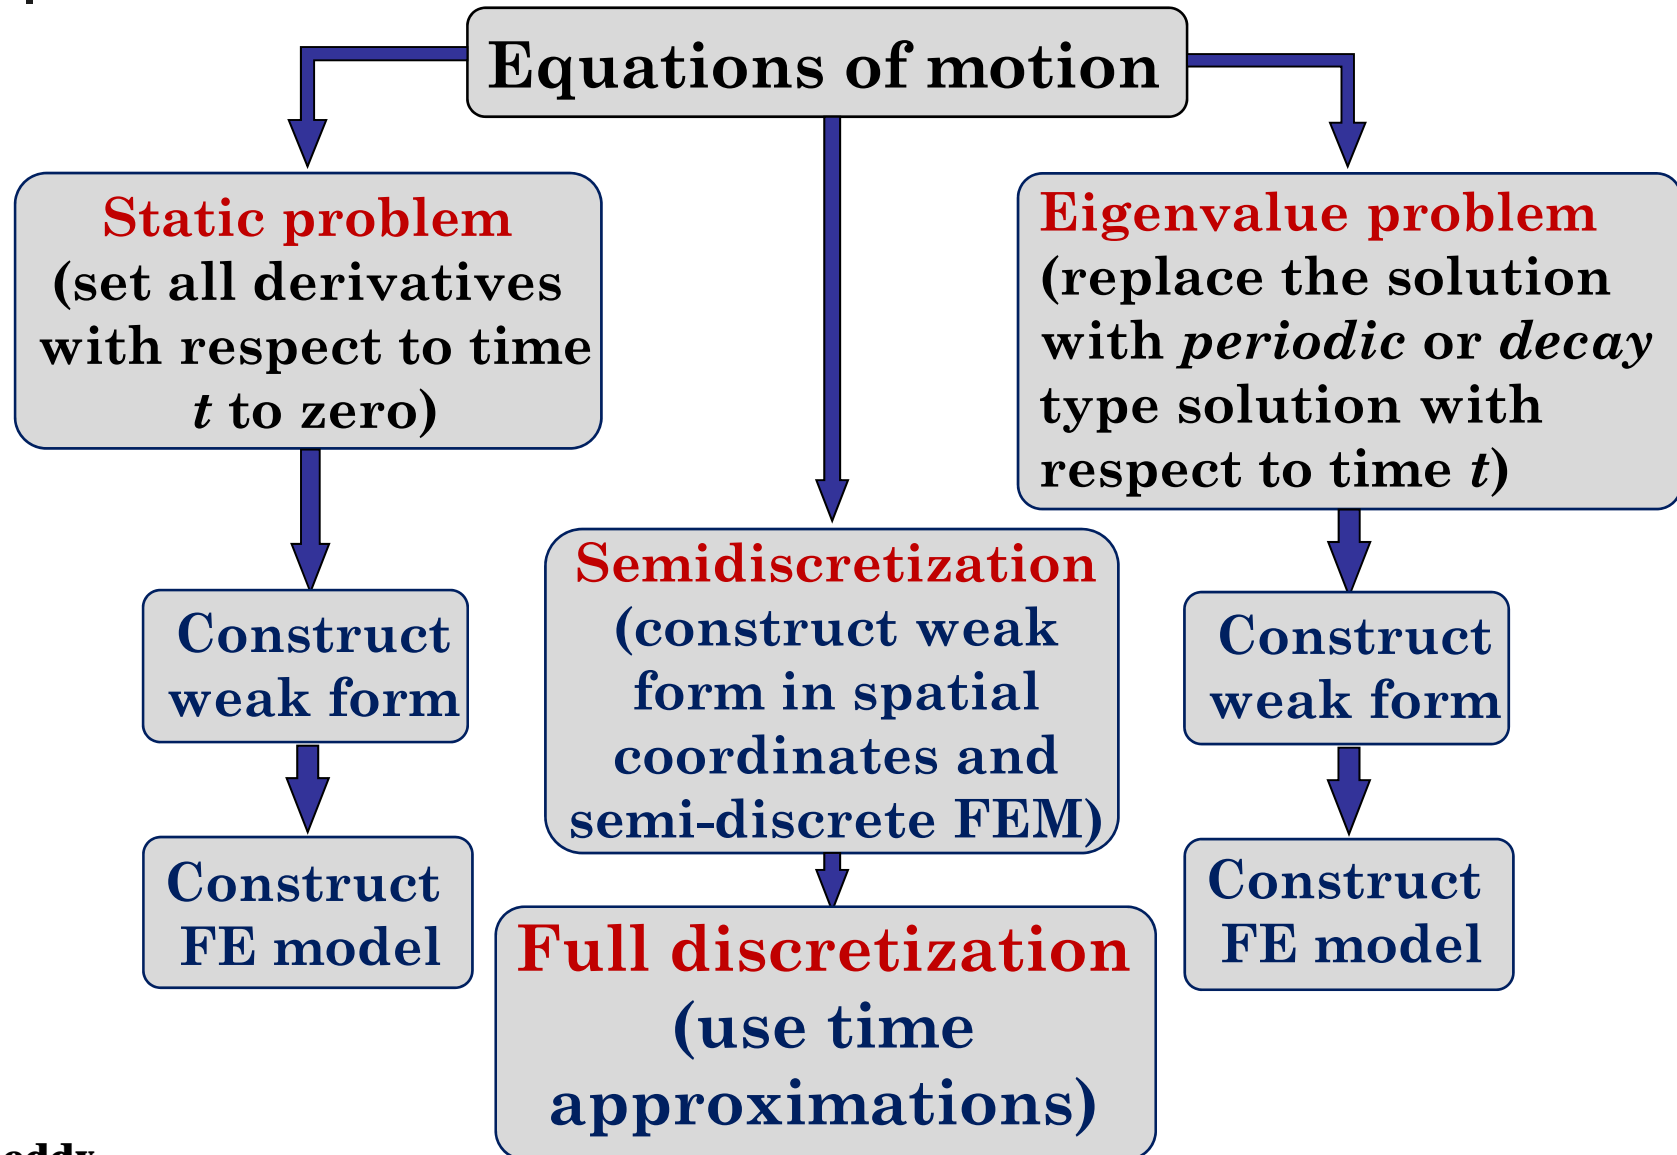 Equations of motion
Static problem
(set all derivatives
with respect to time
t to zero)
Eigenvalue problem
(replace the solution
with periodic or decay
type solution with
respect to time t)
Semidiscretization
(construct weak
form in spatial
coordinates and
semi-discrete FEM)
Construct
weak form
Construct
weak form
Construct
FE model
Construct
FE model
Full discretization
(use time
approximations)